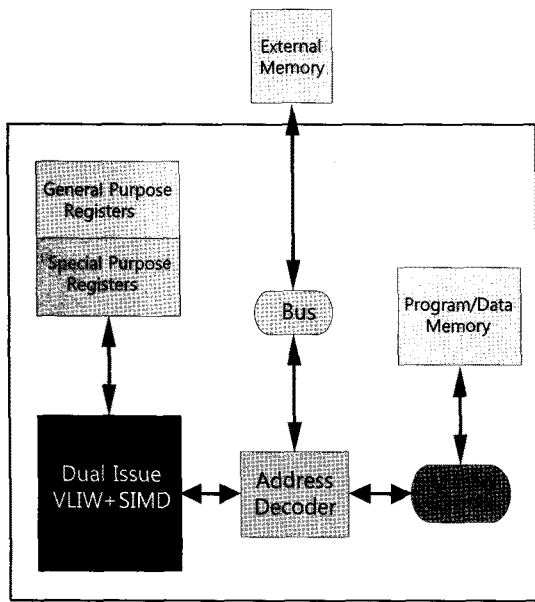 External
Memory
General Purpose
Registers
Special Purpose
Registers
Bus
Program/Data
Memory
Dual Issue
VLIW+SIMD
Address
Decoder